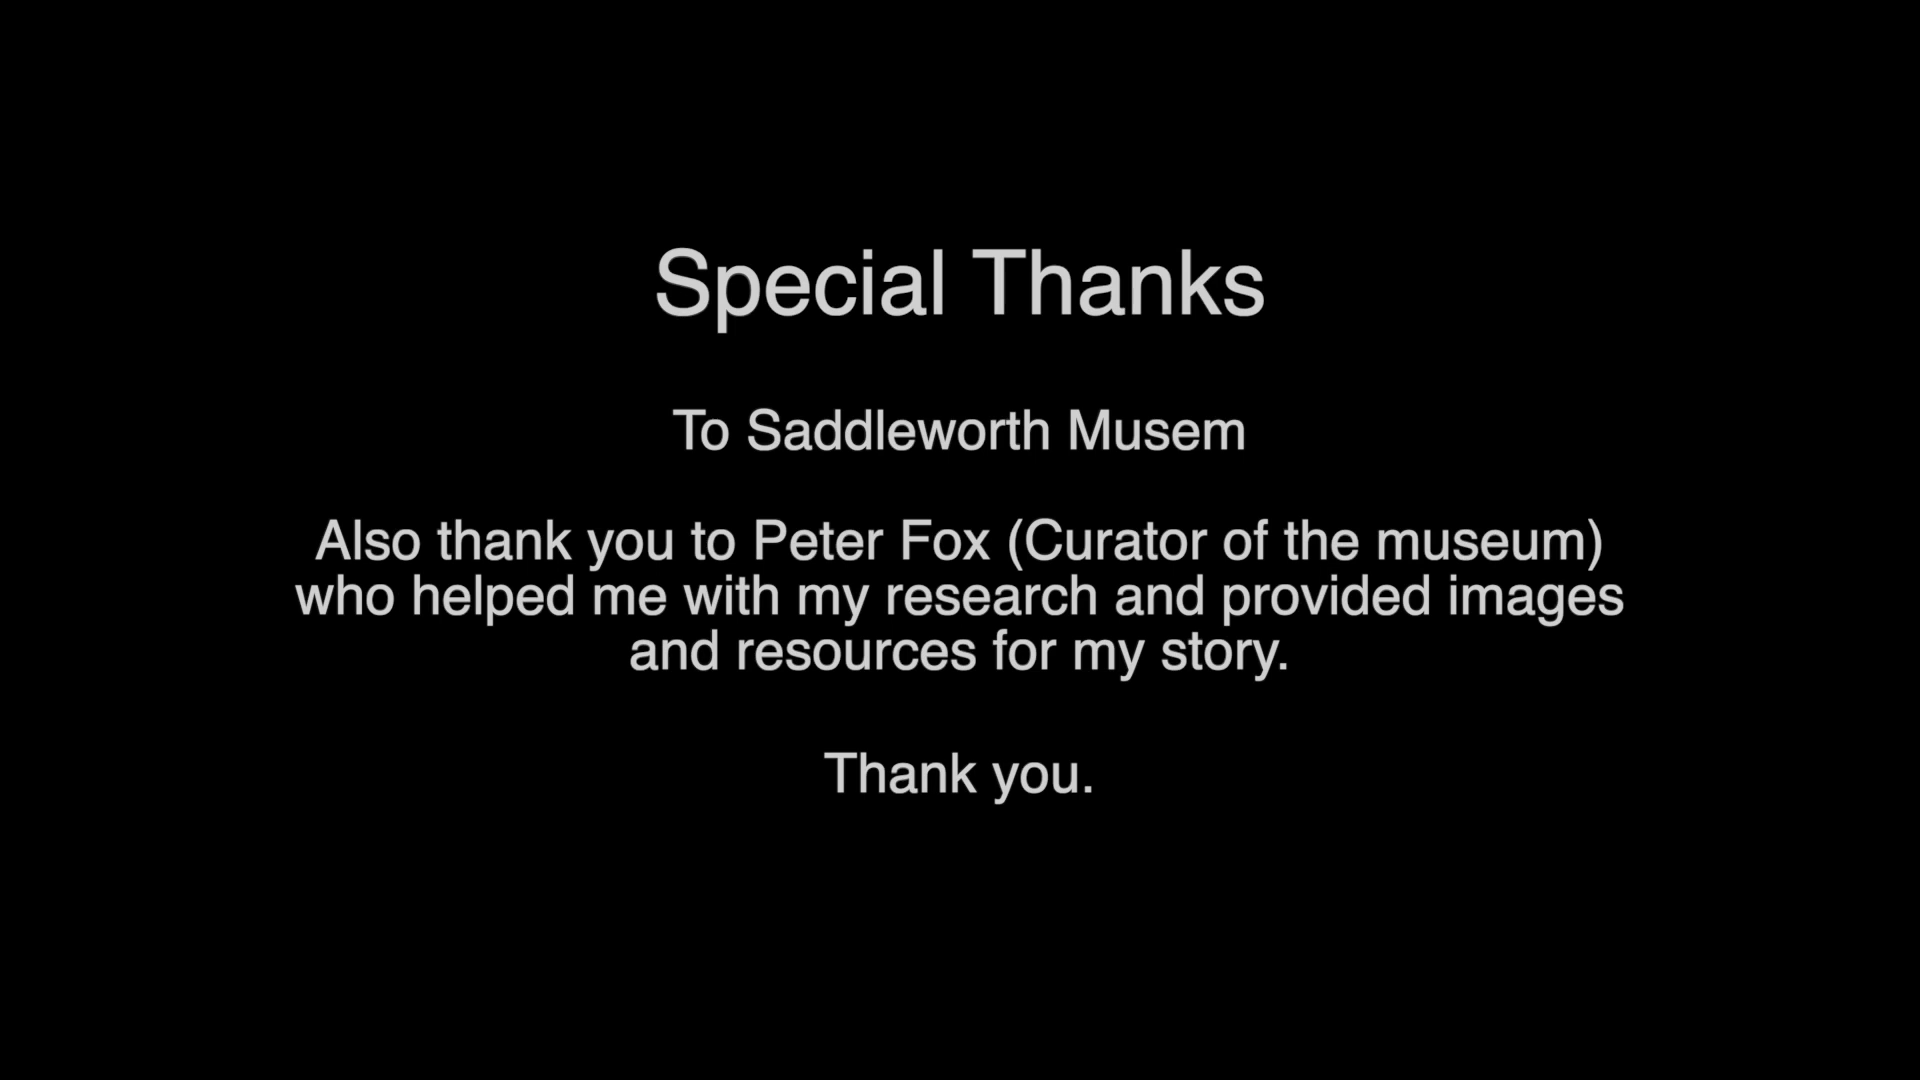 Special Thanks
To Saddleworth Musem
Also thank you to Peter Fox (Curator of the museum)
who helped me with my research and provided images
and resources for my story.
Thank you.